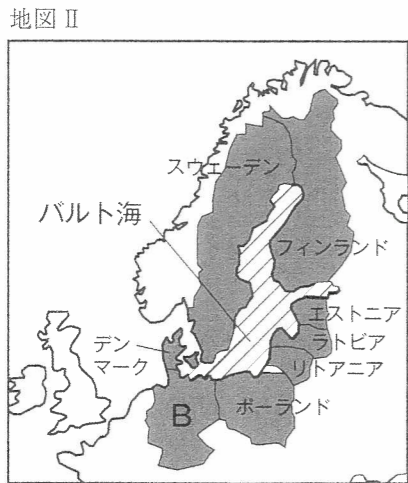 地図Ⅱ
スウェーデン
バルト海
フィンランド
エストニア
ラトビア
リトアニア
デン
マーク
ポーランド
B